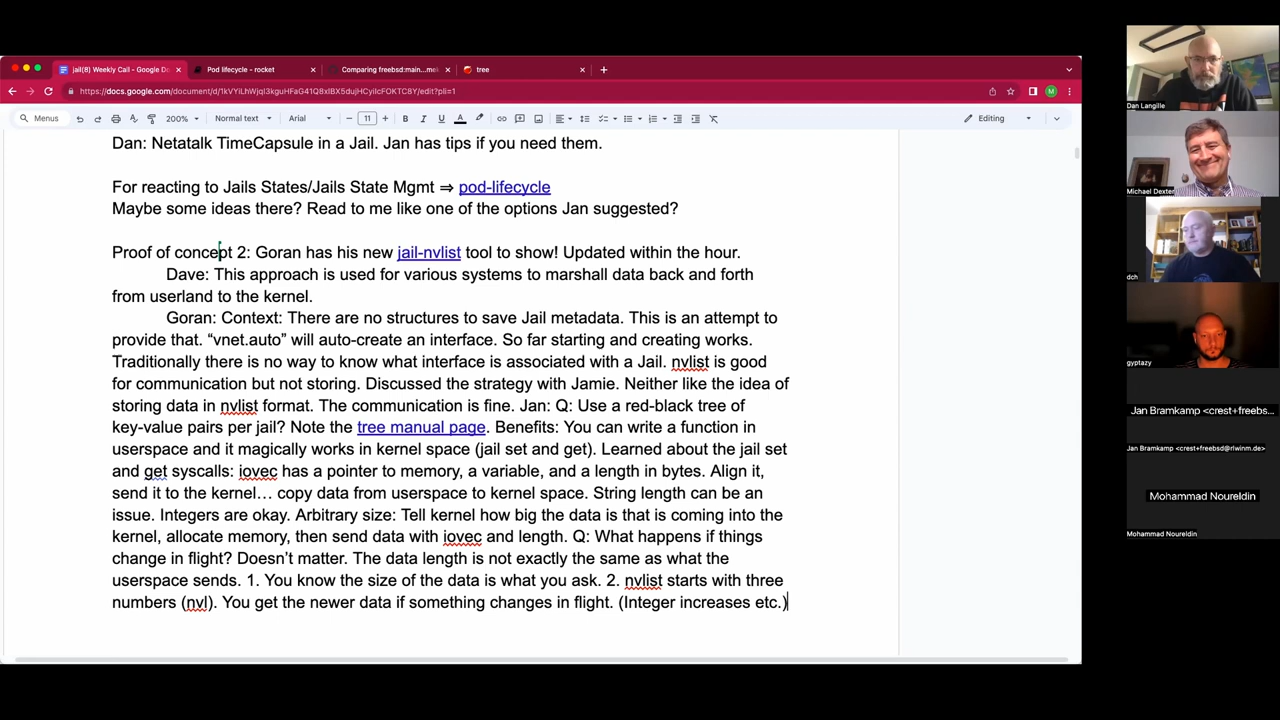 jail(8) Weekly Call - Google Do
Pod lifecycle - rocket
Comparing freebsd:main...mek
tree
https://docs.google.com/document/d/1kVYiLhWjqI3kguHFaG41Q8xIBX5dujHCyiIcFOKTC8Y/edit?pli=1
M
Menus
200%
Normal text
Arial
11
B
I
U
A
Editing
Dan: Netatalk TimeCapsule in a Jail. Jan has tips if you need them.
For reacting to Jails States/Jails State Mgmt ⇒ pod-lifecycle
Maybe some ideas there? Read to me like one of the options Jan suggested?
Proof of concept 2: Goran has his new jail-nvlist tool to show! Updated within the hour.
Dave: This approach is used for various systems to marshall data back and forth
from userland to the kernel.
Goran: Context: There are no structures to save Jail metadata. This is an attempt to
provide that. “vnet.auto” will auto-create an interface. So far starting and creating works.
Traditionally there is no way to know what interface is associated with a Jail. nvlist is good
for communication but not storing. Discussed the strategy with Jamie. Neither like the idea of
storing data in nvlist format. The communication is fine. Jan: Q: Use a red-black tree of
key-value pairs per jail? Note the tree manual page. Benefits: You can write a function in
userspace and it magically works in kernel space (jail set and get). Learned about the jail set
and get syscalls: iovec has a pointer to memory, a variable, and a length in bytes. Align it,
send it to the kernel… copy data from userspace to kernel space. String length can be an
issue. Integers are okay. Arbitrary size: Tell kernel how big the data is that is coming into the
kernel, allocate memory, then send data with iovec and length. Q: What happens if things
change in flight? Doesn’t matter. The data length is not exactly the same as what the
userspace sends. 1. You know the size of the data is what you ask. 2. nvlist starts with three
numbers (nvl). You get the newer data if something changes in flight. (Integer increases etc.)
Dan Langille
Michael Dexter
dch
gyptazy
Jan Bramkamp <crest+freebs...
Jan Bramkamp <crest+freebsd@rlwinm.de>
Mohammad Noureldin
Mohammad Noureldin